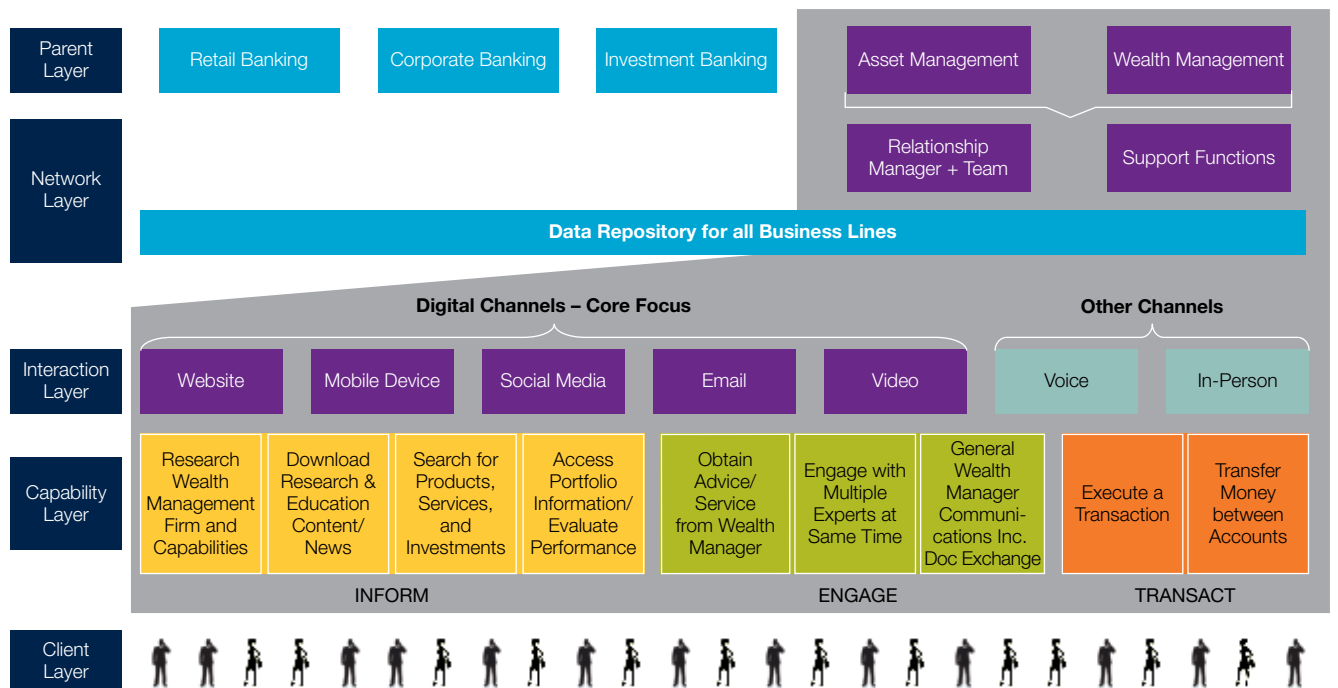 Parent
Layer
Retail Banking
Corporate Banking
Investment Banking
Asset Management
Wealth Management
Network
Layer
Relationship
Manager + Team
Support Functions
Data Repository for all Business Lines
Digital Channels – Core Focus
Other Channels
Interaction
Layer
Website
Mobile Device
Social Media
Email
Video
Voice
In-Person
Capability
Layer
Research
Wealth
Management
Firm and
Capabilities
Download
Research &
Education
Content/
News
Search for
Products,
Services,
and
Investments
Access
Portfolio
Information/
Evaluate
Performance
Obtain
Advice/
Service
from Wealth
Manager
Engage with
Multiple
Experts at
Same Time
General
Wealth
Manager
Communi-
cations Inc.
Doc Exchange
Execute a
Transaction
Transfer
Money
between
Accounts
INFORM
ENGAGE
TRANSACT
Client
Layer